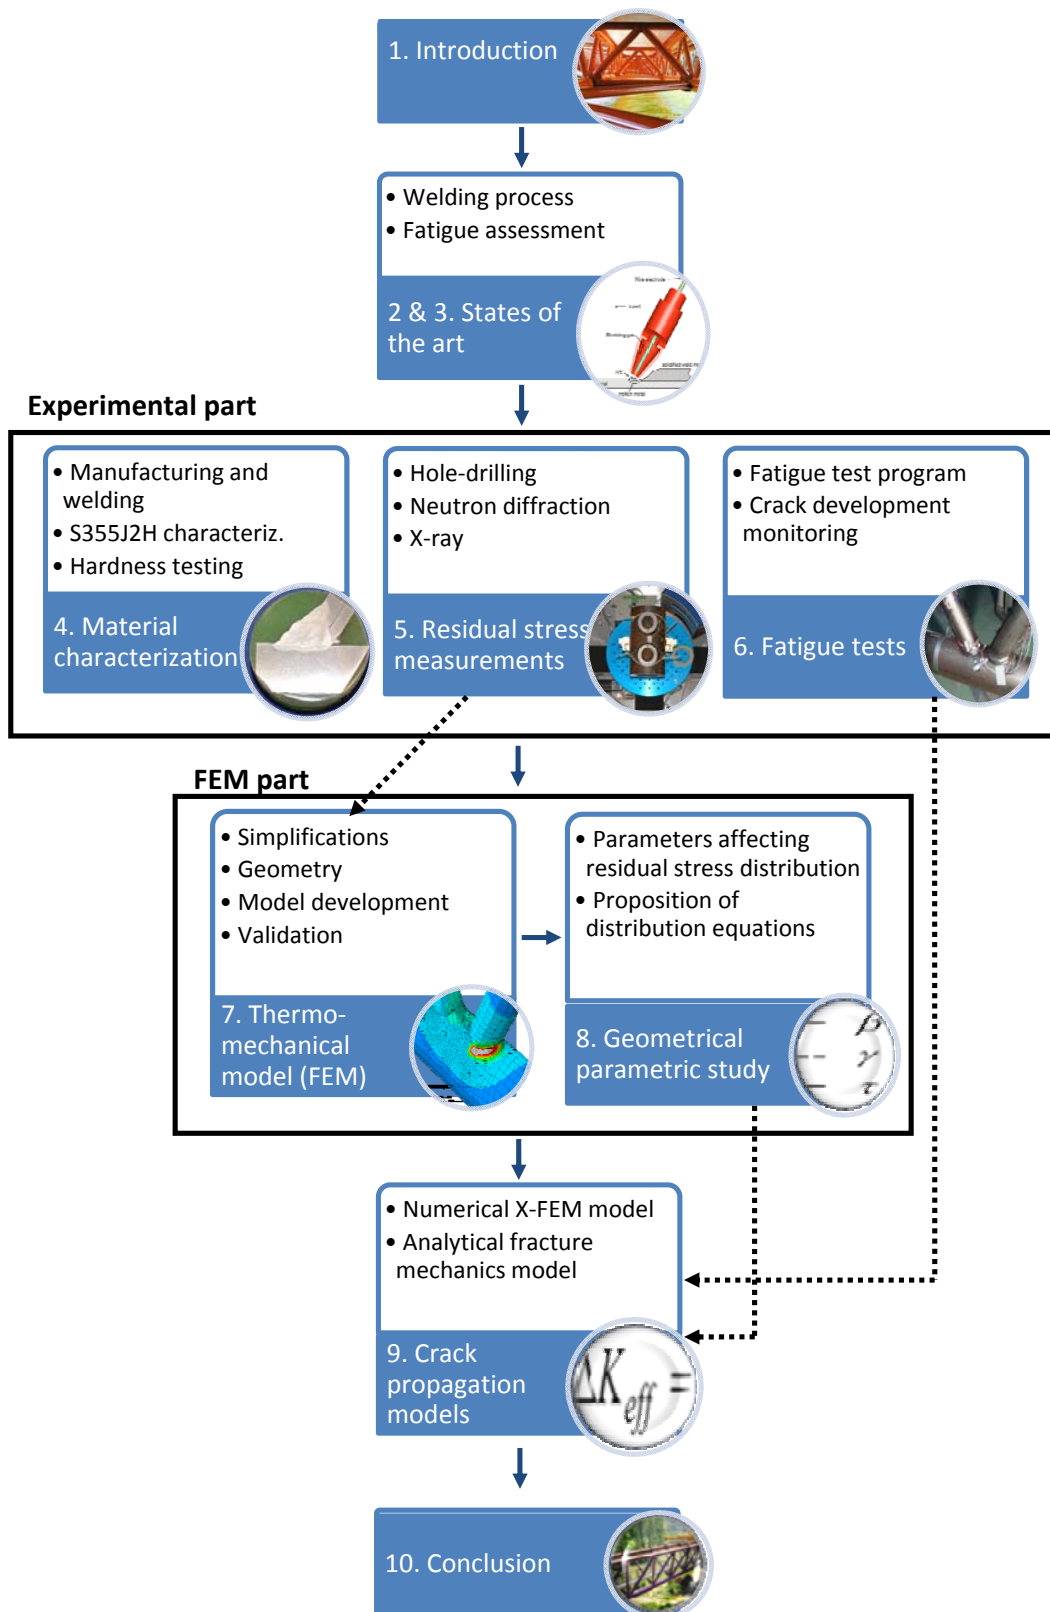 1. Introduction
• Welding process
• Fatigue assessment
2 & 3. States of
the art
Experimental part
• Manufacturing and
welding
• S355J2H characteriz.
• Hardness testing
4. Material
characterization
• Hole-drilling
• Neutron diffraction
• X-ray
5. Residual stress
measurements
• Fatigue test program
• Crack development
monitoring
6. Fatigue tests
FEM part
• Simplifications
• Geometry
• Model development
• Validation
7. Thermo-
mechanical
model (FEM)
• Parameters affecting
residual stress distribution
• Proposition of
distribution equations
8. Geometrical
parametric study
β
γ
τ
• Numerical X-FEM model
• Analytical fracture
mechanics model
9. Crack
propagation
models
ΔK eff =
10. Conclusion